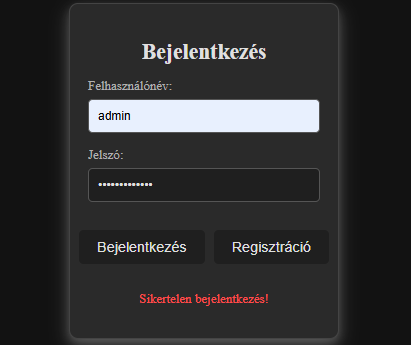 Bejelentkezés
Felhasználónév:
admin
Jelszó:
•••••••••••••
Bejelentkezés Regisztráció
Sikertelen bejelentkezés!